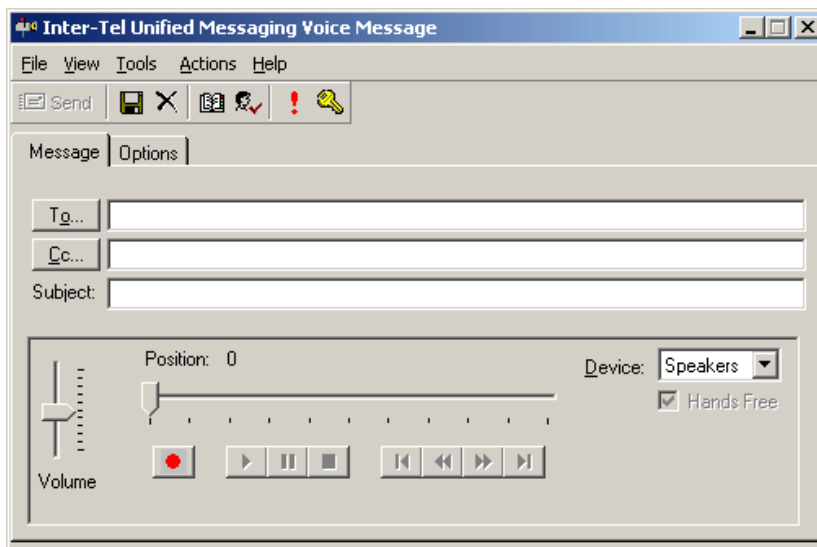 Inter-Tel Unified Messaging Voice Message
File View Tools Actions Help
Send
Message Options
To...
Cc...
Subject:
Position: 0
Device: Speakers
Hands Free
Volume